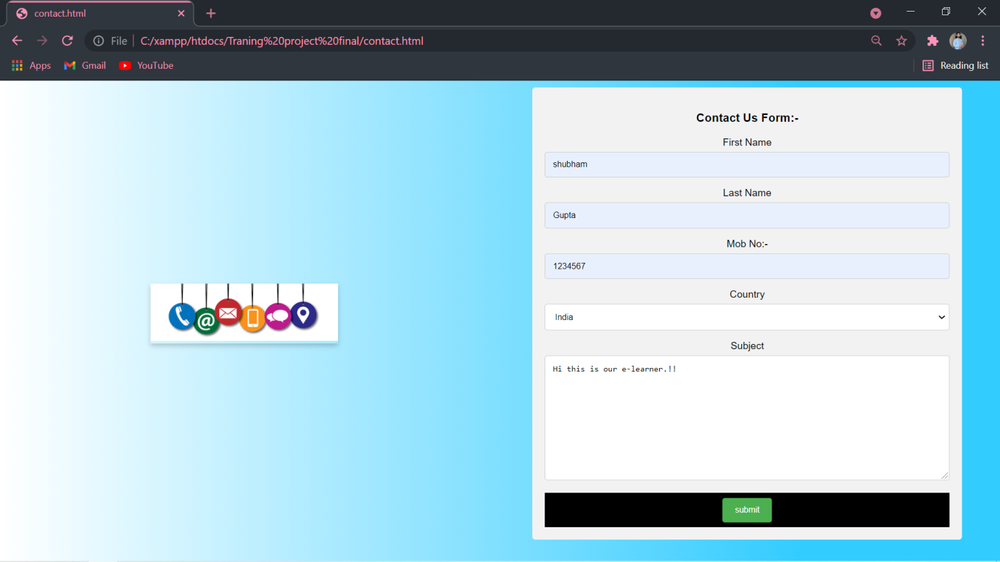 contact.html
File
C:/xampp/htdocs/Traning%20project%20final/contact.html
Apps
Gmail
YouTube
Reading list
Contact Us Form:-
First Name
shubham
Last Name
Gupta
Mob No:-
1234567
Country
India
Subject
Hi this is our e-learner.!!
@
submit